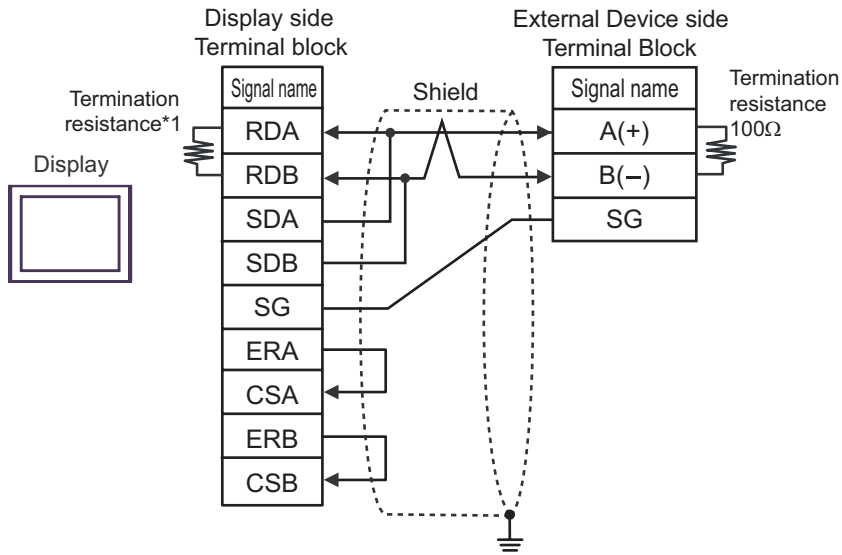 Display side
Terminal block
External Device side
Terminal Block
Termination
resistance*1
Display
Signal name
RDA
RDB
SDA
SDB
SG
ERA
CSA
ERB
CSB
Shield
Signal name
A(+)
B(−)
SG
Termination
resistance
100Ω